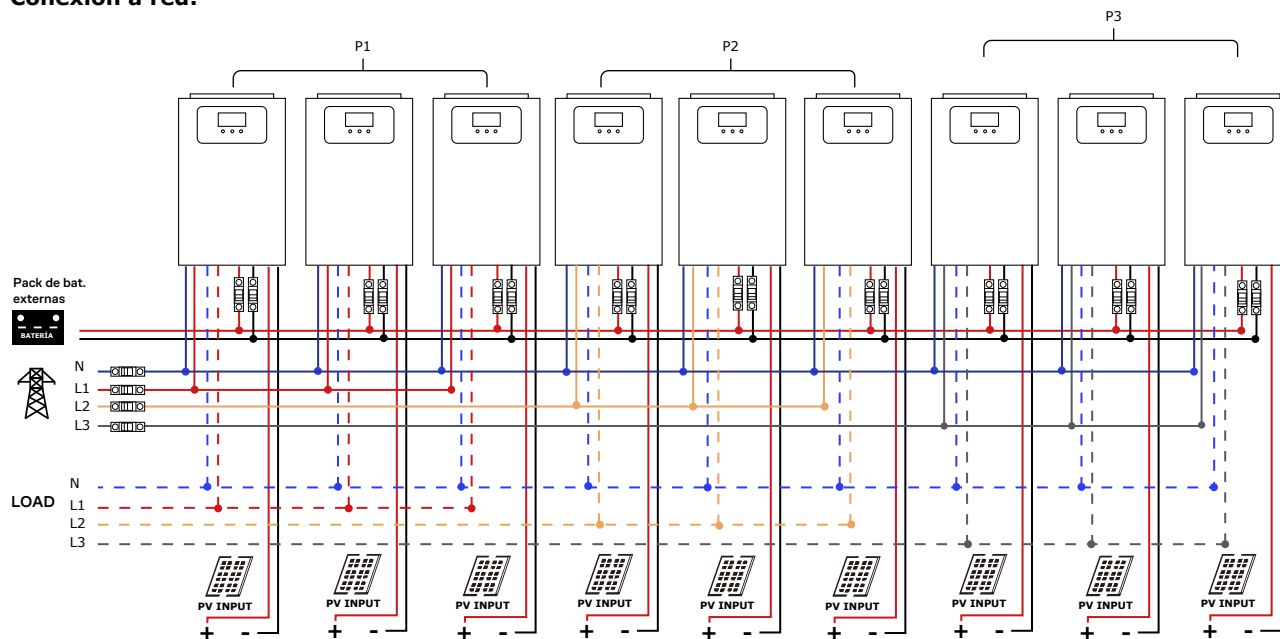 Conexión a red:
P1
P2
P3
Pack de bat.
externas
BATERÍA
N
L1
L2
L3
LOAD
N
L1
L2
L3
PV INPUT
PV INPUT
PV INPUT
PV INPUT
PV INPUT
PV INPUT
PV INPUT
PV INPUT
PV INPUT
+ -
+ -
+ -
+ -
+ -
+ -
+ -
+ -
+ -